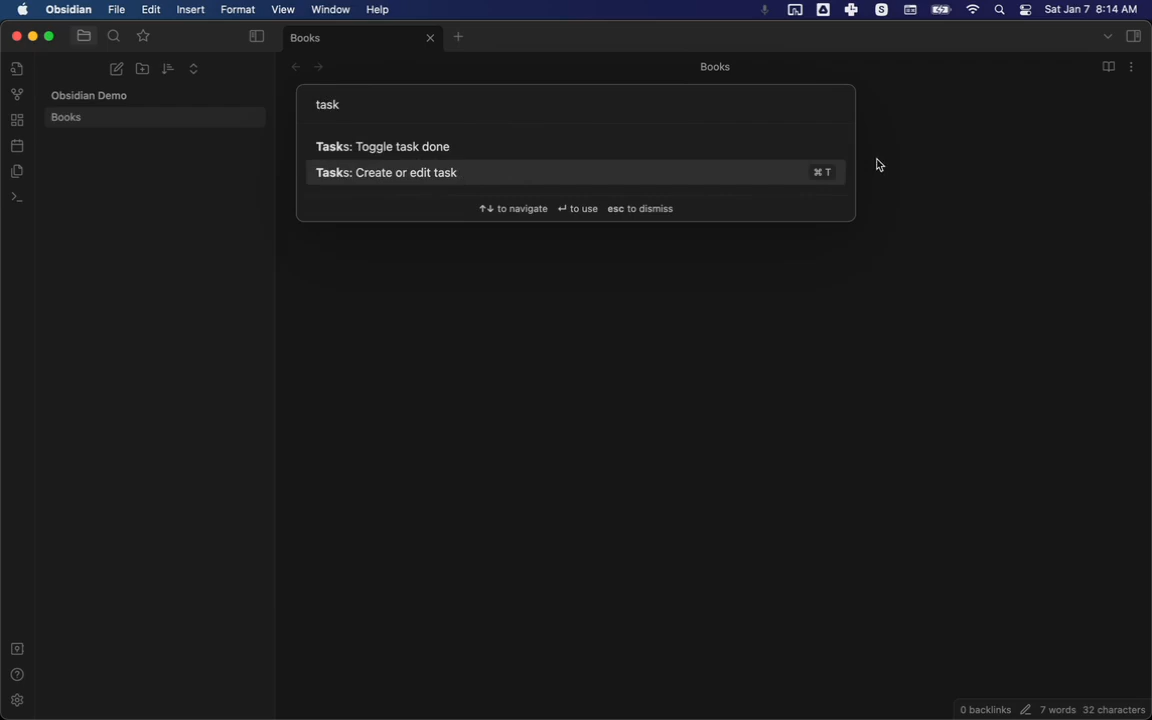 Obsidian File Edit Insert Format View Window Help Sat Jan 7 8:14 AM
Books
Books
Obsidian Demo
Books
task
Tasks: Toggle task done
Tasks: Create or edit task ⌘ T
↑↓ to navigate ↵ to use esc to dismiss
0 backlinks 7 words 32 characters